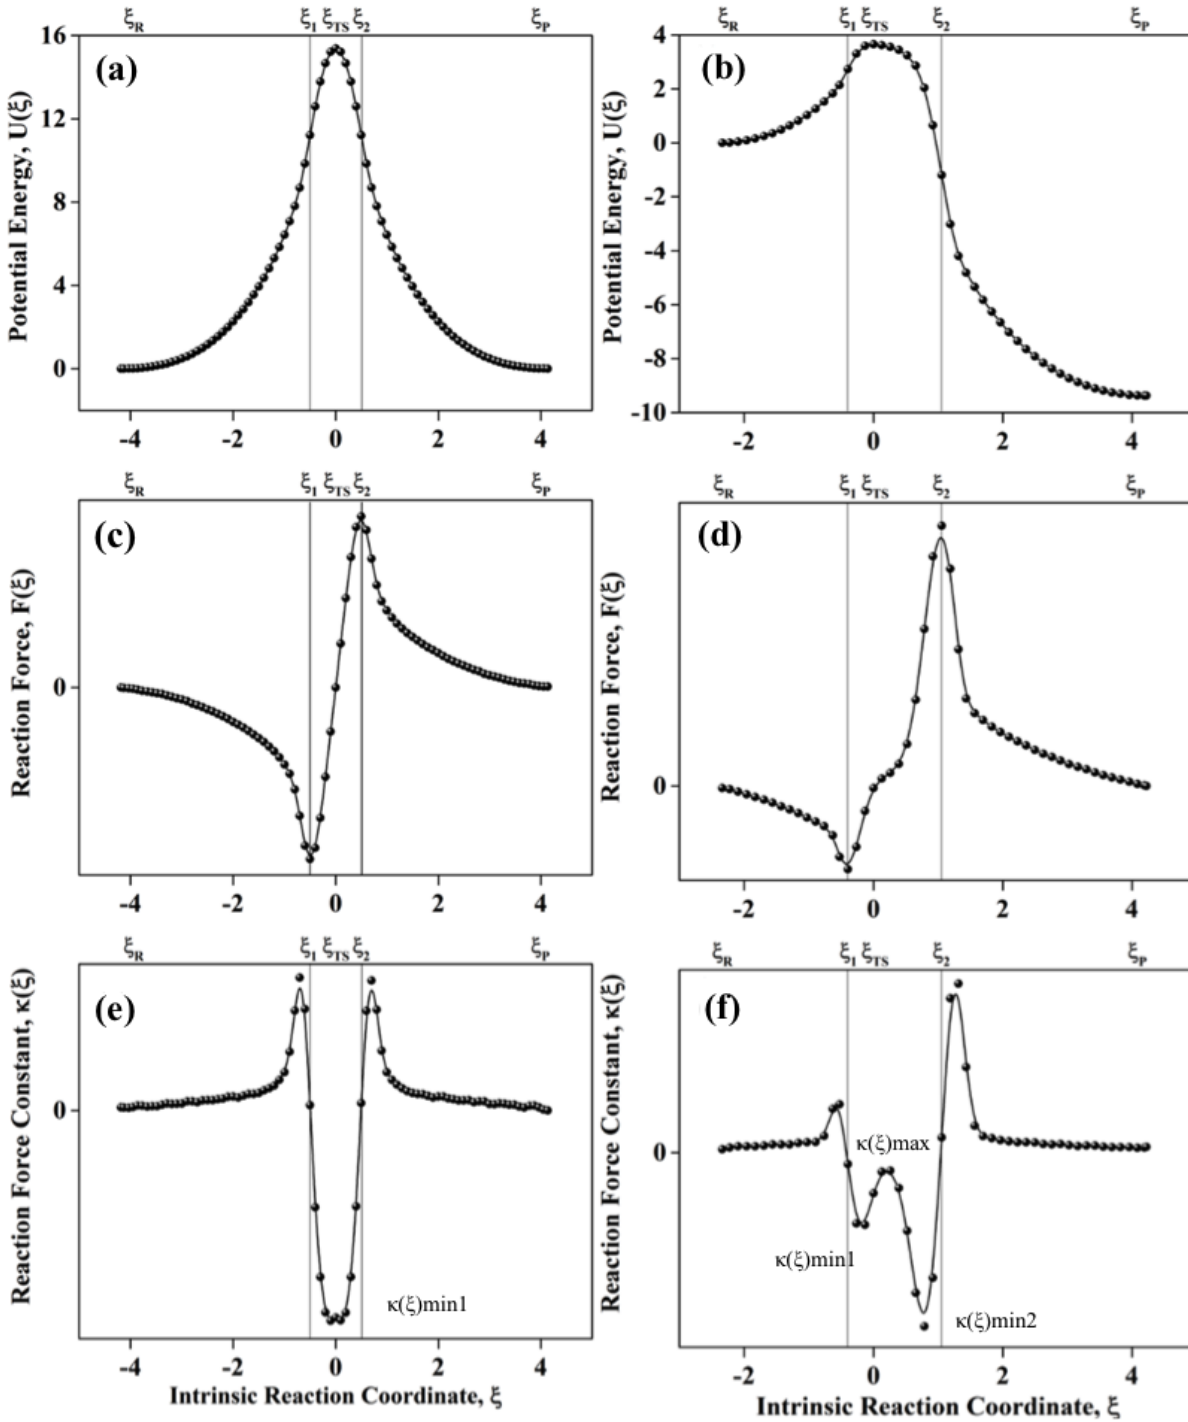 ξR ξ1 ξTS ξ2 ξP
(a)
Potential Energy, U(ξ)
16
12
8
4
0
-4 -2 0 2 4
ξR ξ1 ξTS ξ2 ξP
(b)
Potential Energy, U(ξ)
4
2
0
-2
-4
-6
-8
-10
-2 0 2 4
ξR ξ1 ξTS ξ2 ξP
(c)
Reaction Force, F(ξ)
0
-4 -2 0 2 4
ξR ξ1 ξTS ξ2 ξP
(d)
Reaction Force, F(ξ)
0
-2 0 2 4
ξR ξ1 ξTS ξ2 ξP
(e)
Reaction Force Constant, κ(ξ)
0
κ(ξ)min1
-4 -2 0 2 4
Intrinsic Reaction Coordinate, ξ
ξR ξ1 ξTS ξ2 ξP
(f)
Reaction Force Constant, κ(ξ)
0
κ(ξ)max
κ(ξ)min1
κ(ξ)min2
-2 0 2 4
Intrinsic Reaction Coordinate, ξ